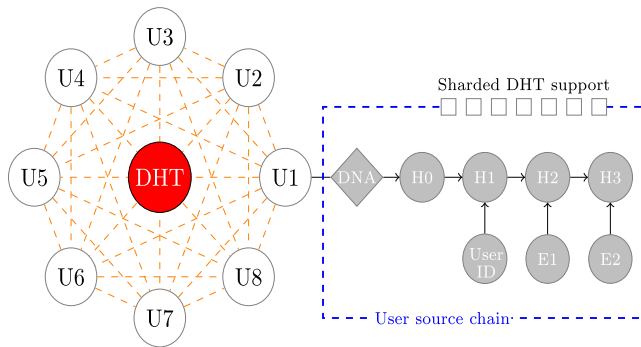 U3
U4
U2
Sharded DHT support
U5
DHT
U1
DNA
H0
H1
H2
H3
U6
U8
User
ID
E1
E2
U7
User source chain